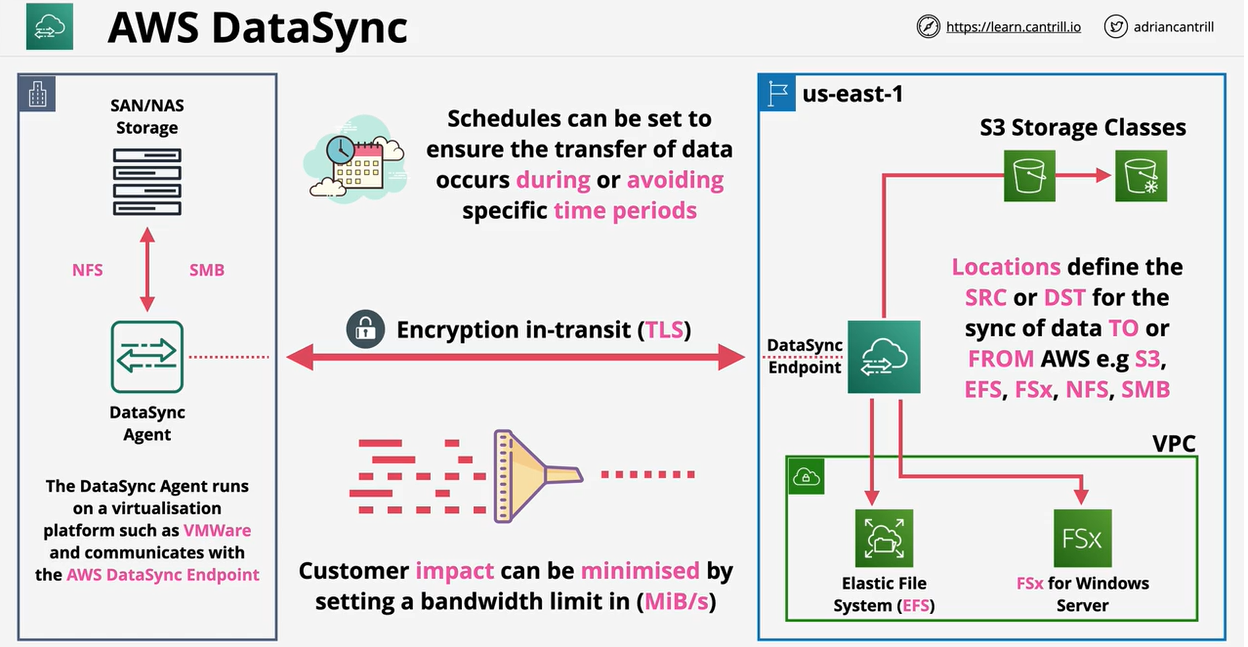 AWS DataSync
https://learn.cantrill.io
adriancantrill
SAN/NAS
Storage
NFS
SMB
DataSync
Agent
The DataSync Agent runs
on a virtualisation
platform such as VMWare
and communicates with
the AWS DataSync Endpoint
Schedules can be set to
ensure the transfer of data
occurs during or avoiding
specific time periods
Encryption in-transit (TLS)
Customer impact can be minimised by
setting a bandwidth limit in (MiB/s)
us-east-1
S3 Storage Classes
Locations define the
SRC or DST for the
sync of data TO or
FROM AWS e.g S3,
EFS, FSx, NFS, SMB
DataSync
Endpoint
VPC
FSx
Elastic File
System (EFS)
FSx for Windows
Server